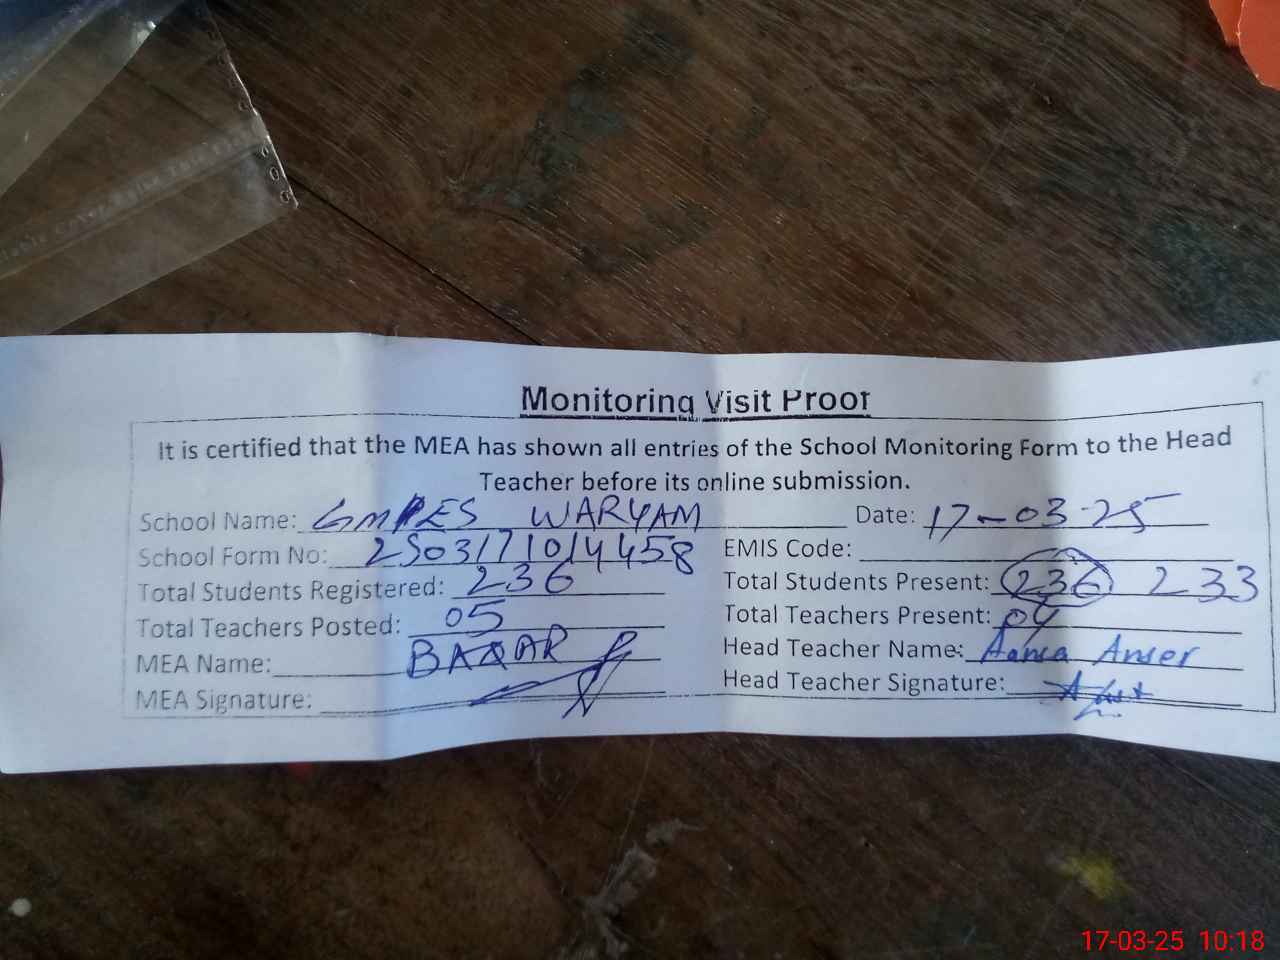 Monitoring Visit Proof
It is certified that the MEA has shown all entries of the School Monitoring Form to the Head
Teacher before its online submission.
School Name: GMPES WARYAM Date: 17-03-25
School Form No: 2503171014458 EMIS Code:
Total Students Registered: 236 Total Students Present: 236 233
Total Teachers Posted: 05 Total Teachers Present: 04
MEA Name: BAQAR Head Teacher Name: Aansa Anser
MEA Signature: Head Teacher Signature:
17-03-25 10:18